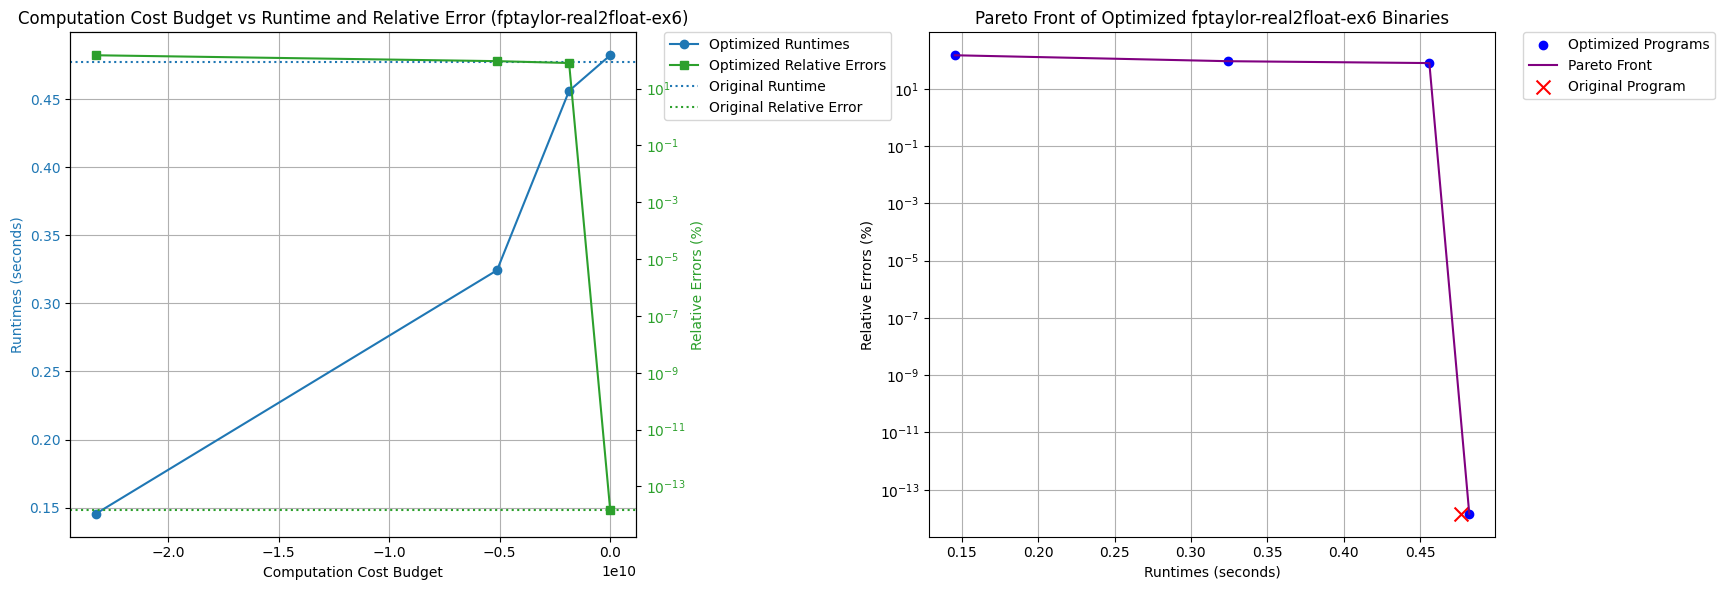 Computation Cost Budget vs Runtime and Relative Error (fptaylor-real2float-ex6)
Runtimes (seconds)
0.45
0.40
0.35
0.30
0.25
0.20
0.15
−2.0
−1.5
−1.0
−0.5
0.0
1e10
Computation Cost Budget
10¹
10⁻¹
10⁻³
10⁻⁵
10⁻⁷
10⁻⁹
10⁻¹¹
10⁻¹³
Relative Errors (%)
Optimized Runtimes
Optimized Relative Errors
Original Runtime
Original Relative Error
Pareto Front of Optimized fptaylor-real2float-ex6 Binaries
Relative Errors (%)
10¹
10⁻¹
10⁻³
10⁻⁵
10⁻⁷
10⁻⁹
10⁻¹¹
10⁻¹³
0.15
0.20
0.25
0.30
0.35
0.40
0.45
Runtimes (seconds)
Optimized Programs
Pareto Front
Original Program